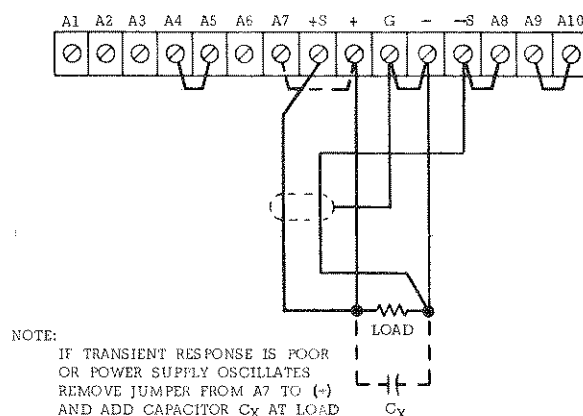 A1 A2 A3 A4 A5 A6 A7 +S + G − −S A8 A9 A10
LOAD
NOTE:
IF TRANSIENT RESPONSE IS POOR
OR POWER SUPPLY OSCILLATES
REMOVE JUMPER FROM A7 TO (+)
AND ADD CAPACITOR CX AT LOAD
CX